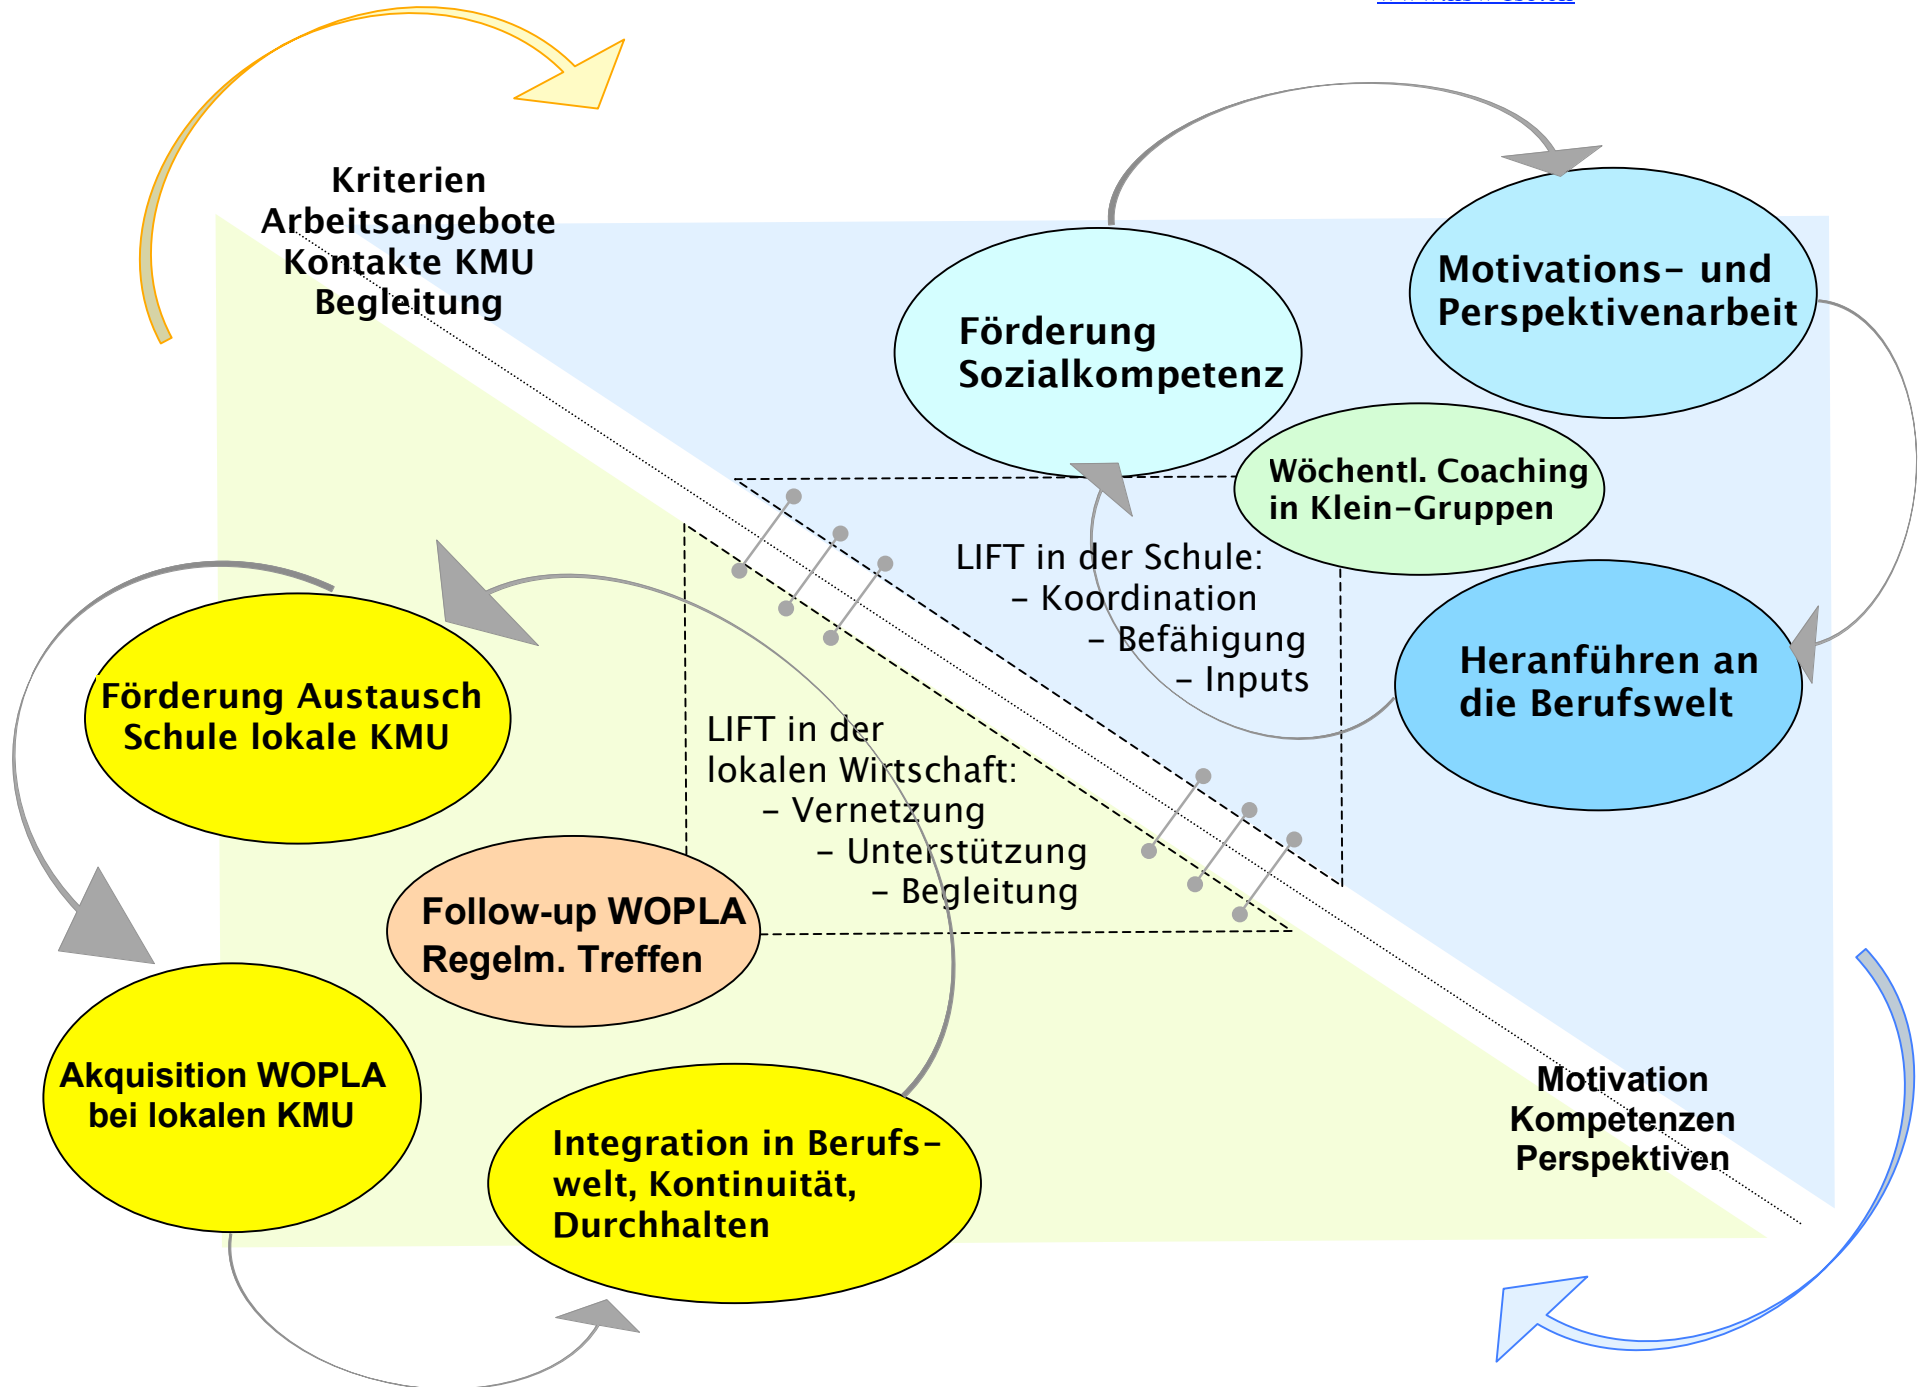 Kriterien
Arbeitsangebote
Kontakte KMU
Begleitung
Förderung
Sozialkompetenz
Motivations- und
Perspektivenarbeit
Wöchentl. Coaching
in Klein-Gruppen
LIFT in der Schule:
- Koordination
- Befähigung
- Inputs
Heranführen an
die Berufswelt
Förderung Austausch
Schule lokale KMU
LIFT in der
lokalen Wirtschaft:
- Vernetzung
- Unterstützung
- Begleitung
Follow-up WOPLA
Regelm. Treffen
Akquisition WOPLA
bei lokalen KMU
Integration in Berufs-
welt, Kontinuität,
Durchhalten
Motivation
Kompetenzen
Perspektiven